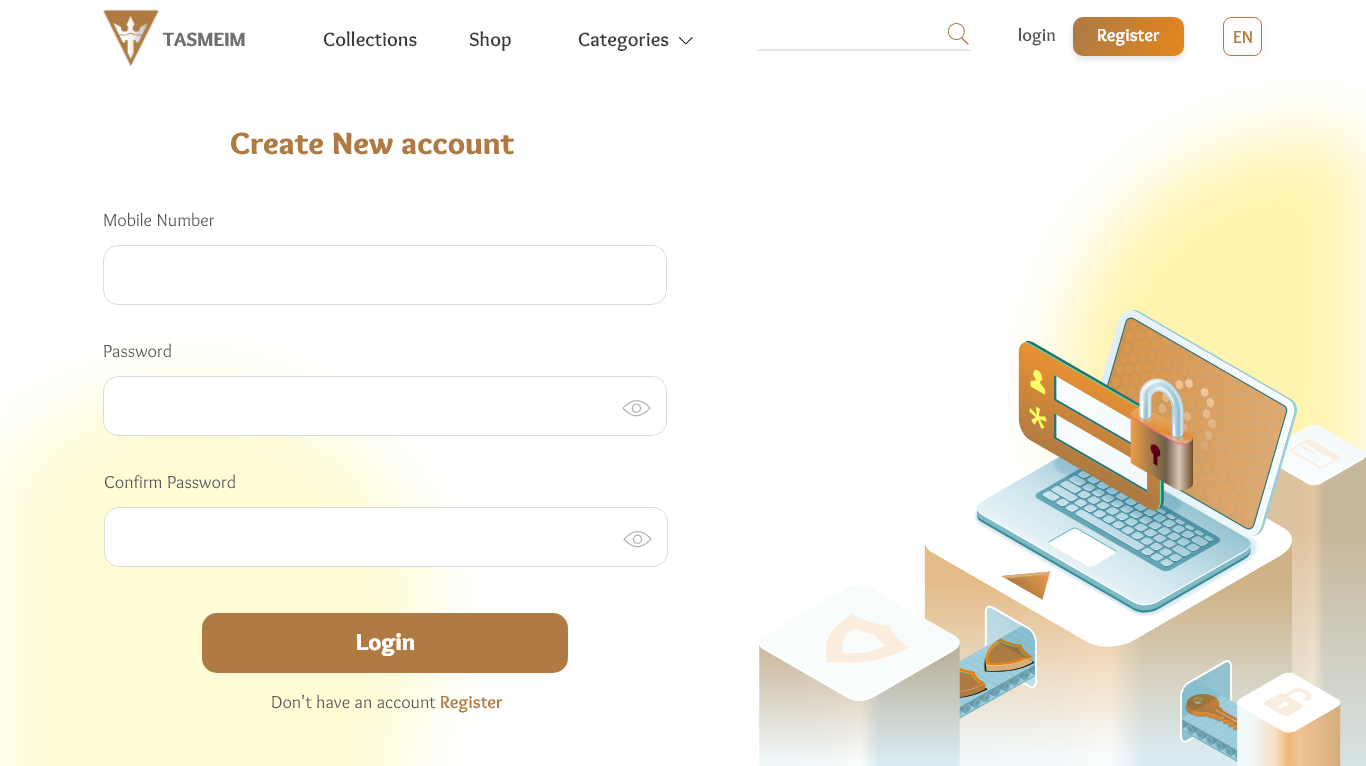 TASMEIM
Collections
Shop
Categories
login
Register
EN
Create New account
Mobile Number
Password
Confirm Password
Login
Don't have an account Register